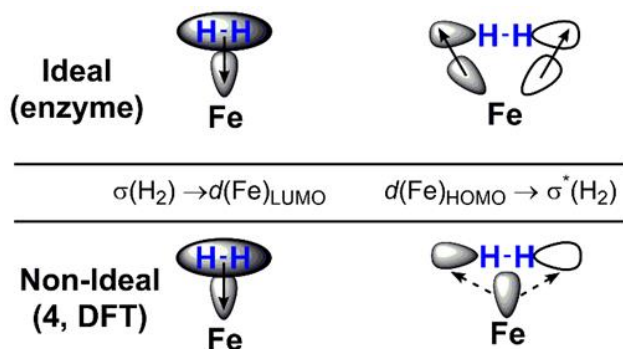 H-H
H-H
Ideal
(enzyme)
Fe
Fe
σ(H₂) →d(Fe)LUMO
d(Fe)HOMO → σ*(H₂)
H-H
H-H
Non-Ideal
(4, DFT)
Fe
Fe